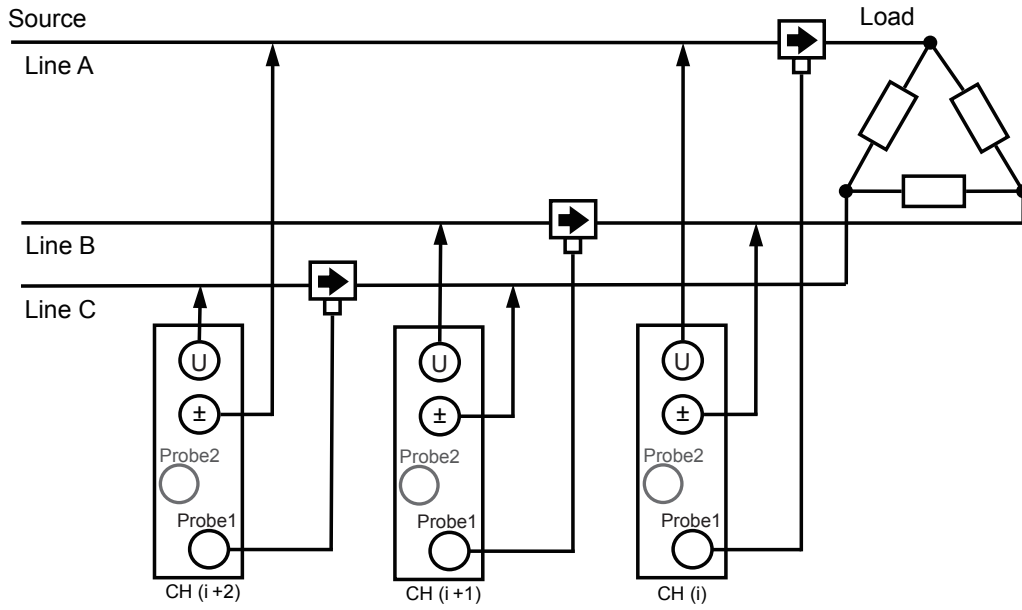 Source
Load
Line A
Line B
Line C
U
U
U
±
±
±
Probe2
Probe2
Probe2
Probe1
Probe1
Probe1
CH (i +2)
CH (i +1)
CH (i)